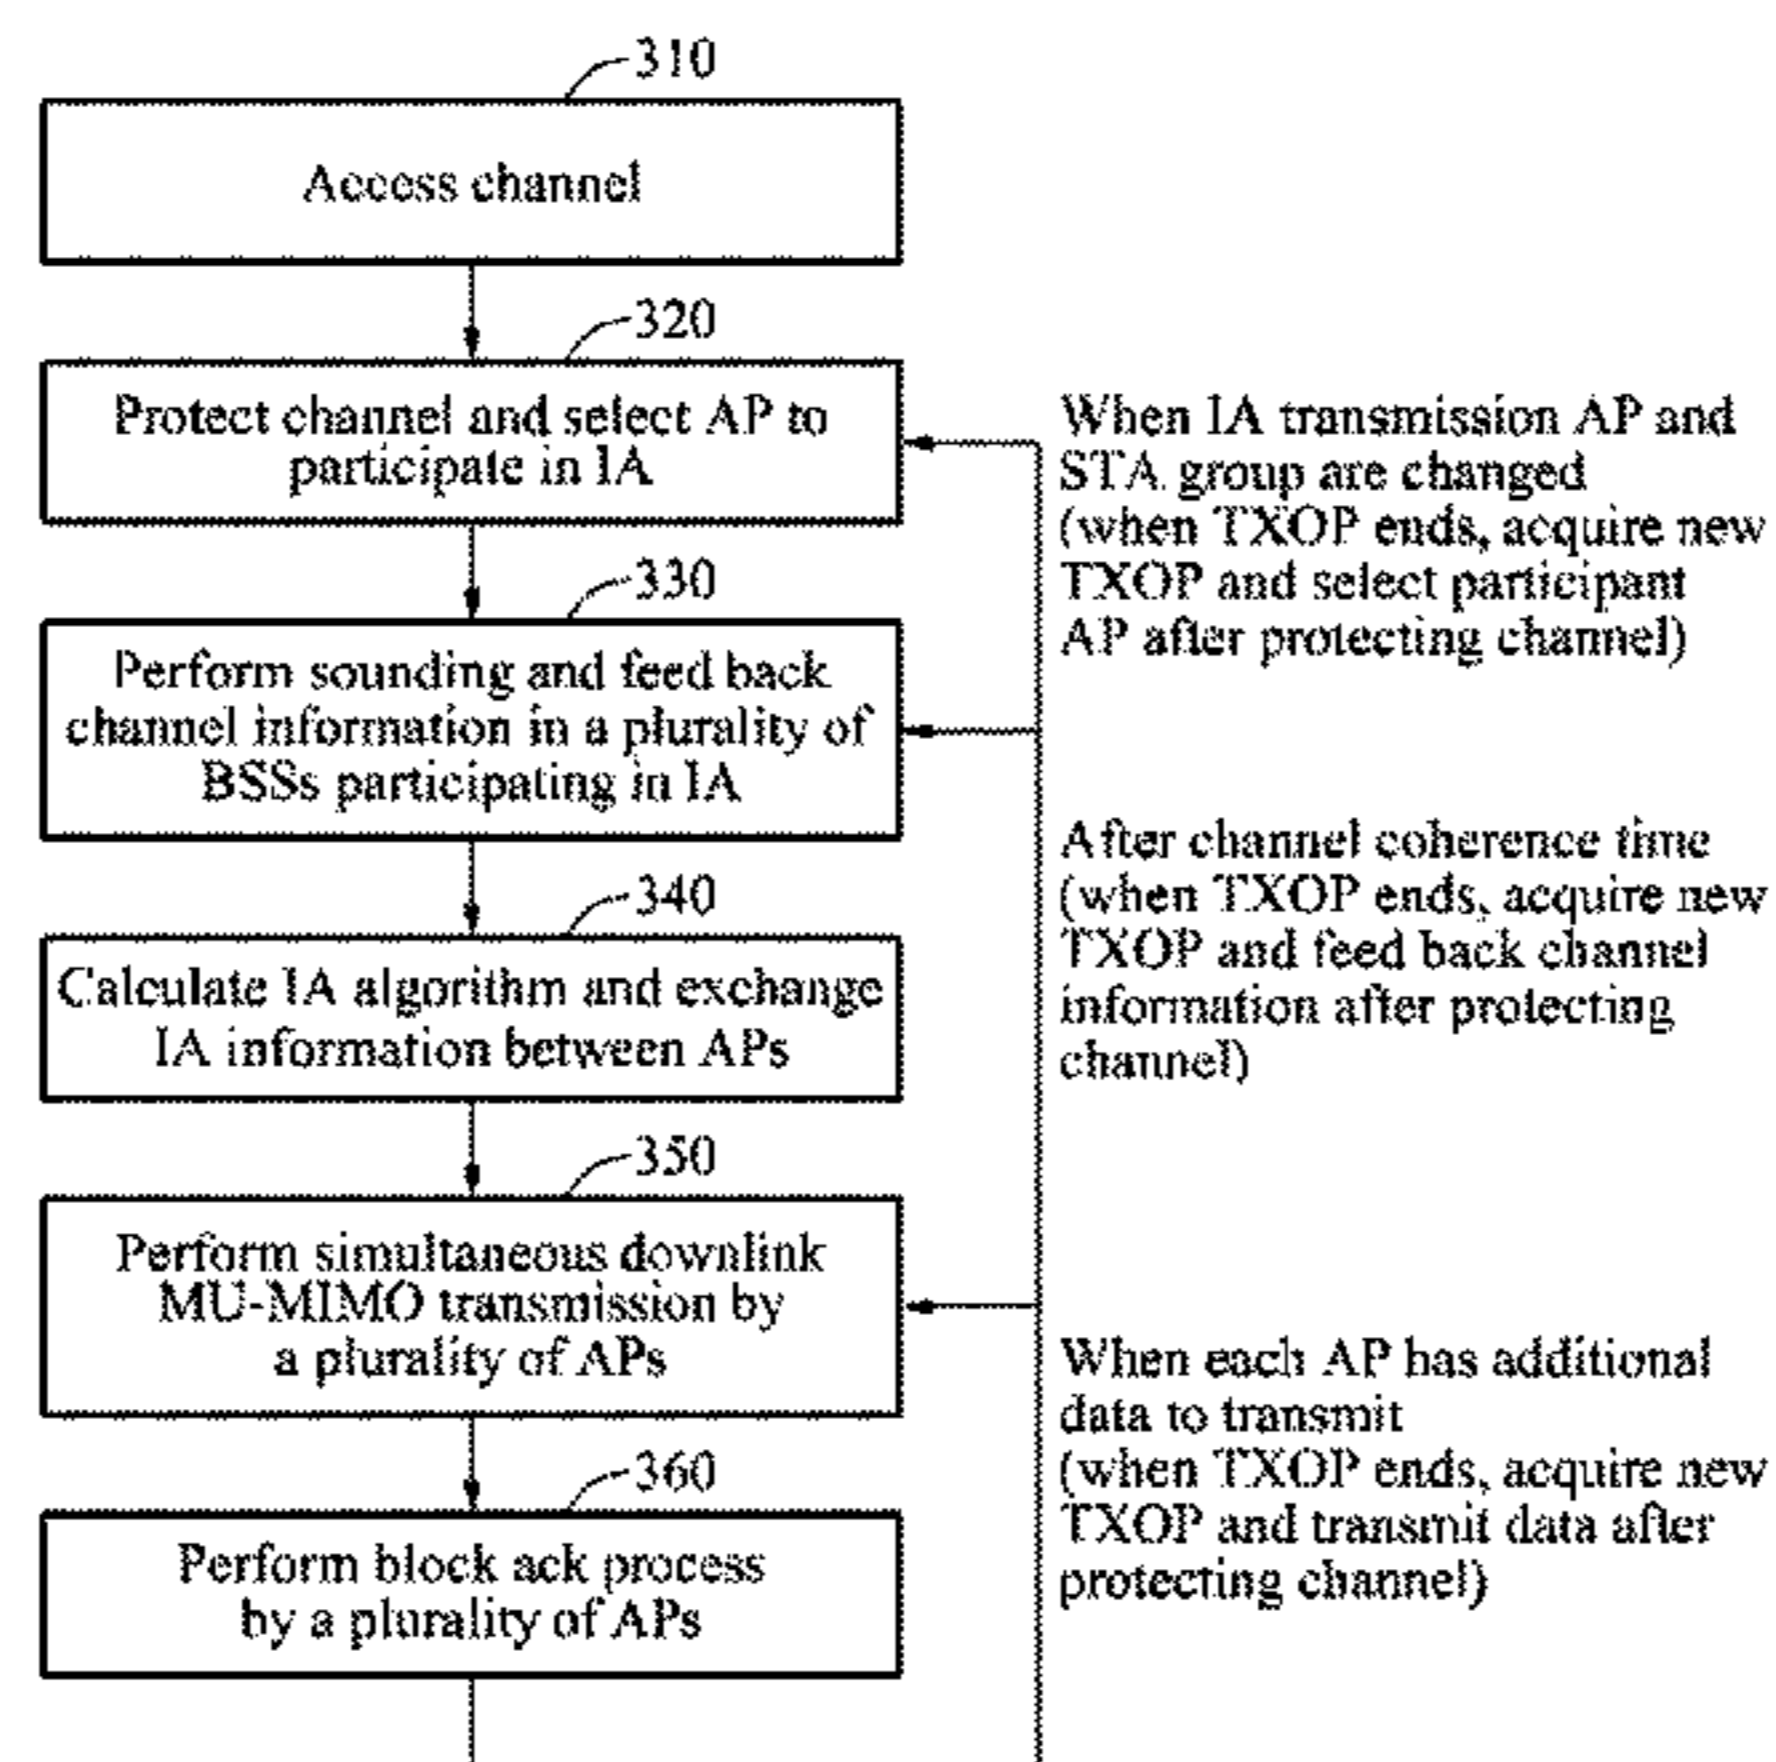 310
Access channel
320
Protect channel and select AP to
participate in IA
330
Perform sounding and feed back
channel information in a plurality of
BSSs participating in IA
340
Calculate IA algorithm and exchange
IA information between APs
350
Perform simultaneous downlink
MU-MIMO transmission by
a plurality of APs
360
Perform block ack process
by a plurality of APs
When IA transmission AP and
STA group are changed
(when TXOP ends, acquire new
TXOP and select participant
AP after protecting channel)
After channel coherence time
(when TXOP ends, acquire new
TXOP and feed back channel
information after protecting
channel)
When each AP has additional
data to transmit
(when TXOP ends, acquire new
TXOP and transmit data after
protecting channel)